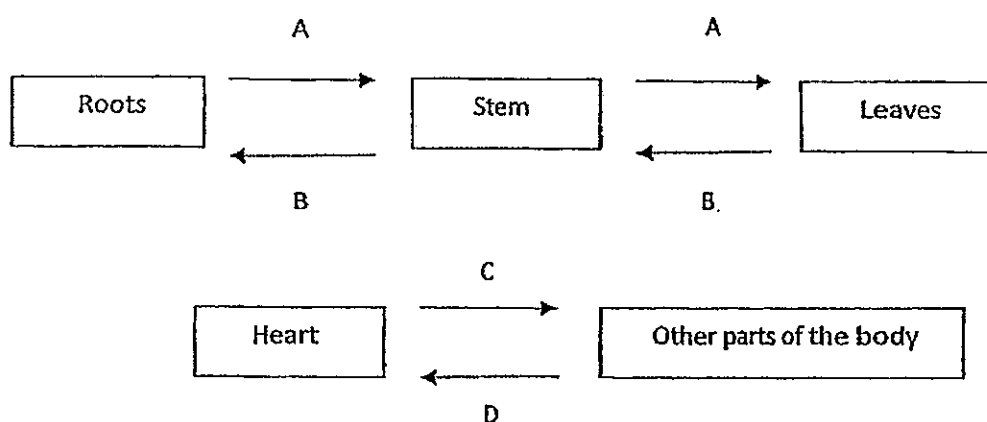 A A
Roots Stem Leaves
B B.
C
Heart Other parts of the body
D